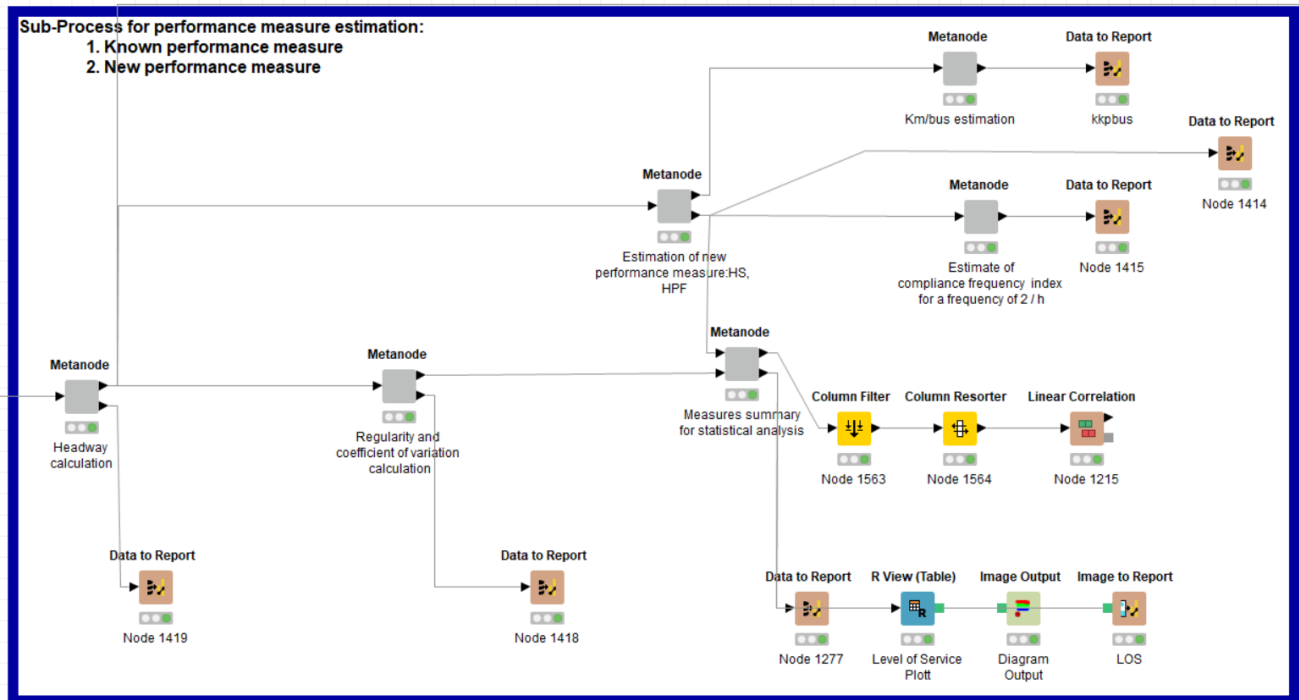 Sub-Process for performance measure estimation:
1. Known performance measure
2. New performance measure
Metanode
Km/bus estimation
Data to Report
kkpbus
Data to Report
Node 1414
Metanode
Estimation of new
performance measure:HS,
HPF
Metanode
Estimate of
compliance frequency index
for a frequency of 2 / h
Data to Report
Node 1415
Metanode
Headway
calculation
Metanode
Regularity and
coefficient of variation
calculation
Metanode
Measures summary
for statistical analysis
Column Filter
Node 1563
Column Resorter
Node 1564
Linear Correlation
Node 1215
Data to Report
Node 1419
Data to Report
Node 1418
Data to Report
Node 1277
R View (Table)
R
Level of Service
Plott
Image Output
Diagram
Output
Image to Report
LOS